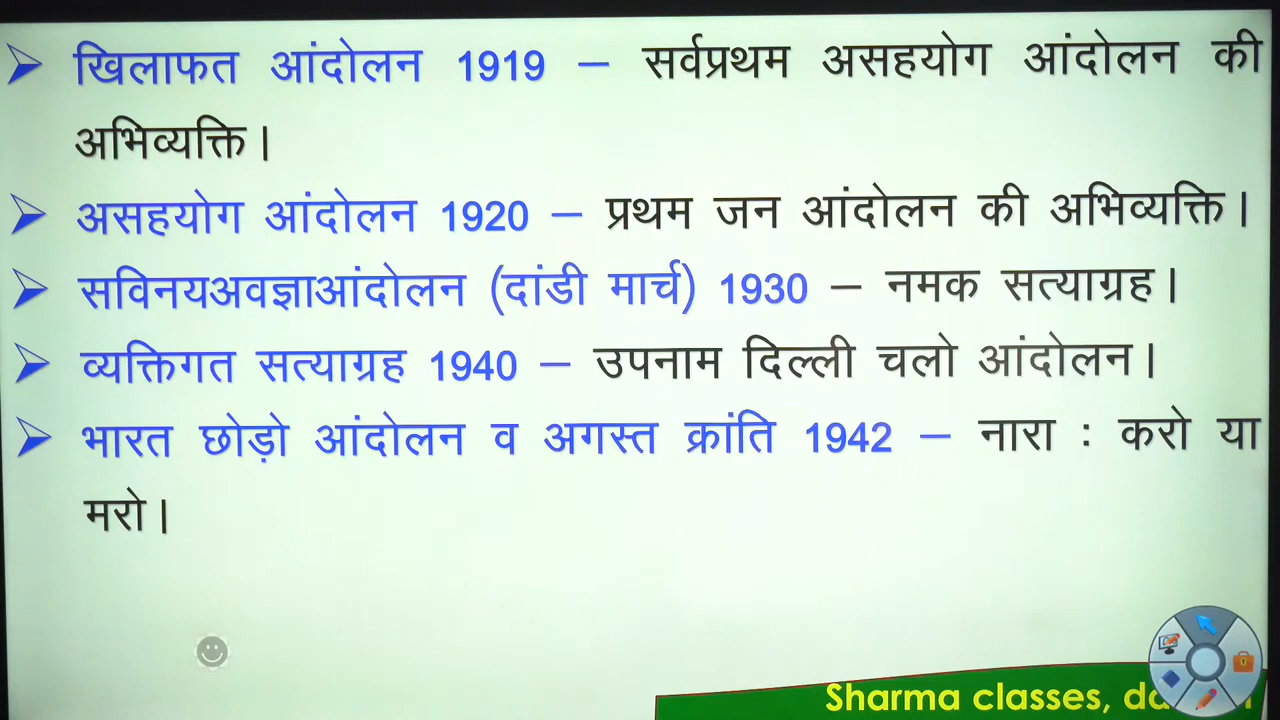 ➢ खिलाफत आंदोलन 1919 – सर्वप्रथम असहयोग आंदोलन की
अभिव्यक्ति।
➢ असहयोग आंदोलन 1920 – प्रथम जन आंदोलन की अभिव्यक्ति।
➢ सविनयअवज्ञाआंदोलन (दांडी मार्च) 1930 – नमक सत्याग्रह।
➢ व्यक्तिगत सत्याग्रह 1940 – उपनाम दिल्ली चलो आंदोलन।
➢ भारत छोड़ो आंदोलन व अगस्त क्रांति 1942 – नारा : करो या
मरो।
Sharma classes,